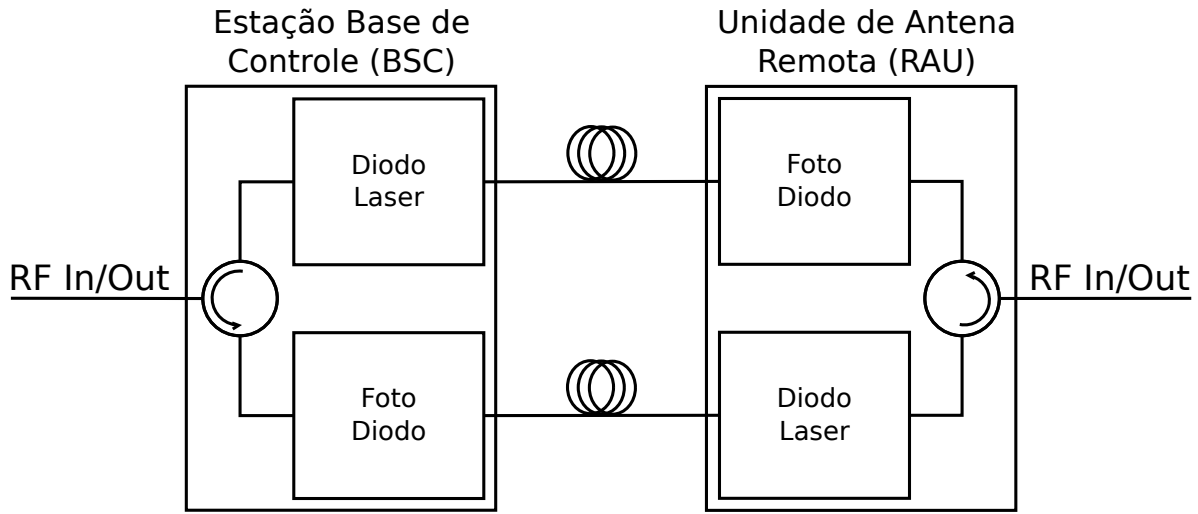 Estação Base de
Controle (BSC)
Unidade de Antena
Remota (RAU)
Diodo
Laser
Foto
Diodo
RF In/Out
RF In/Out
Foto
Diodo
Diodo
Laser